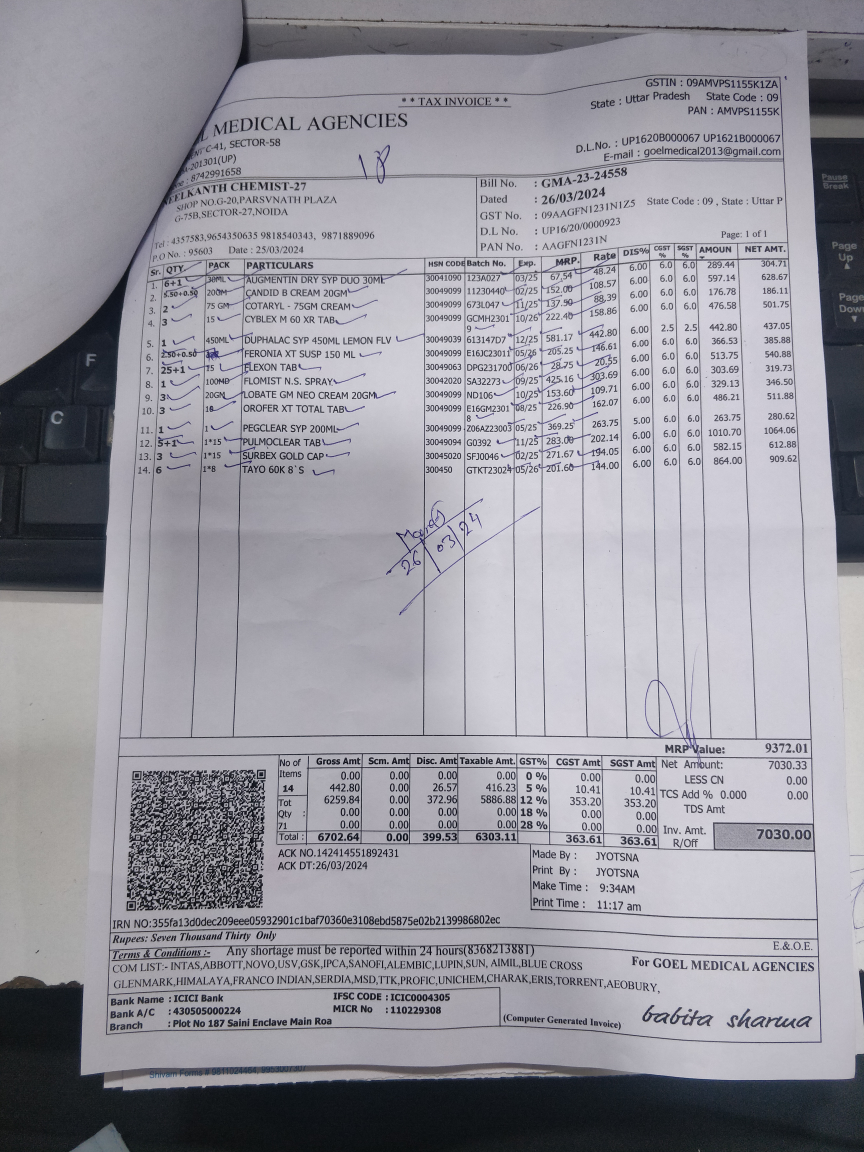 GSTIN : 09AMVPS1155K1ZA
** TAX INVOICE **
State : Uttar Pradesh State Code : 09
PAN : AMVPS1155K
EL MEDICAL AGENCIES
C-41, SECTOR-58
-201301(UP)
: 8742991658
D.L.No. : UP1620B000067 UP1621B000067
E-mail : goelmedical2013@gmail.com
18
EELKANTH CHEMIST-27
SHOP NO.G-20,PARSVNATH PLAZA
G-75B,SECTOR-27,NOIDA
Tel : 4357583,9654350635 9818540343, 9871889096
P.O No. : 95603 Date : 25/03/2024
Bill No. : GMA-23-24558
Dated : 26/03/2024
GST No. : 09AAGFN1231N1Z5 State Code : 09 , State : Uttar P
D.L No. : UP16/20/0000923
PAN No. : AAGFN1231N
Page: 1 of 1
Sr. QTY. PACK PARTICULARS HSN CODE Batch No. Exp. MRP. Rate DIS% CGST % SGST % AMOUN NET AMT.
1. 6+1 30ML AUGMENTIN DRY SYP DUO 30ML 30041090 123A027 03/25 67.54 48.24 6.00 6.0 6.0 289.44 304.71
2. 5.50+0.50 20GM CANDID B CREAM 20GM 30049099 11230440 02/25 152.00 108.57 6.00 6.0 6.0 597.14 628.67
3. 2 75 GM COTARYL - 75GM CREAM 30049099 673L047 11/25 137.50 88.39 6.00 6.0 6.0 176.78 186.11
4. 3 CYBLEX M 60 XR TAB 30049099 GCMH2301 10/26 222.40 158.86 6.00 6.0 6.0 476.58 501.75
9
5. 1 450ML DUPHALAC SYP 450ML LEMON FLV 30049039 613147D7 12/25 581.17 442.80 6.00 2.5 2.5 442.80 437.05
6. 2.50+0.50 FERONIA XT SUSP 150 ML 30049099 E16JC23011 05/26 205.25 146.61 6.00 6.0 6.0 366.53 385.88
7. 25+1 15 FLEXON TAB 30049063 DPG231700 06/26 28.75 20.55 6.00 6.0 6.0 513.75 540.88
8. 1 100MD FLOMIST N.S. SPRAY 30042020 SA32273 09/25 425.16 303.69 6.00 6.0 6.0 303.69 319.73
9. 3 20GM LOBATE GM NEO CREAM 20GM 30049099 ND106 10/25 153.60 109.71 6.00 6.0 6.0 329.13 346.50
10. 3 10 OROFER XT TOTAL TAB 30049099 E16GM2301 08/25 226.90 162.07 6.00 6.0 6.0 486.21 511.88
8
11. 1 1 PEGCLEAR SYP 200ML 30049099 Z06AZ23003 05/25 369.25 263.75 5.00 6.0 6.0 263.75 280.62
12. 5+1 1*15 PULMOCLEAR TAB 30049094 G0392 11/25 283.00 202.14 6.00 6.0 6.0 1010.70 1064.06
13. 3 1*15 SURBEX GOLD CAP 30045020 SFJ0046 02/25 271.67 194.05 6.00 6.0 6.0 582.15 612.88
14. 6 1*8 TAYO 60K 8`S 300450 GTKT23024 05/26 201.60 144.00 6.00 6.0 6.0 864.00 909.62
26/03/24
MRP Value: 9372.01
No of Items Gross Amt Scm. Amt Disc. Amt Taxable Amt. GST% CGST Amt SGST Amt
0.00 0.00 0.00 0.00 0 % 0.00 0.00
14 442.80 0.00 26.57 416.23 5 % 10.41 10.41
Tot 6259.84 0.00 372.96 5886.88 12 % 353.20 353.20
Qty : 0.00 0.00 0.00 0.00 18 % 0.00 0.00
71 0.00 0.00 0.00 0.00 28 % 0.00 0.00
Total : 6702.64 0.00 399.53 6303.11 363.61 363.61
Net Amount: 7030.33
LESS CN 0.00
TCS Add % 0.000 0.00
TDS Amt
Inv. Amt. 7030.00
R/Off
ACK NO.142414551892431
ACK DT:26/03/2024
Made By : JYOTSNA
Print By : JYOTSNA
Make Time : 9:34AM
Print Time : 11:17 am
IRN NO:355fa13d0dec209eee05932901c1baf70360e3108ebd5875e02b2139986802ec
Rupees: Seven Thousand Thirty Only
E.&O.E.
Terms & Conditions :- Any shortage must be reported within 24 hours(8368213881)
COM LIST:- INTAS,ABBOTT,NOVO,USV,GSK,IPCA,SANOFI,ALEMBIC,LUPIN,SUN, AIMIL,BLUE CROSS
GLENMARK,HIMALAYA,FRANCO INDIAN,SERDIA,MSD,TTK,PROFIC,UNICHEM,CHARAK,ERIS,TORRENT,AEOBURY,
For GOEL MEDICAL AGENCIES
Bank Name : ICICI Bank IFSC CODE : ICIC0004305
Bank A/C : 430505000224 MICR No : 110229308
Branch : Plot No 187 Saini Enclave Main Roa
(Computer Generated Invoice)
babita sharma
Shivam Forms # 9811024464, 9953007307
Pause
Break
Page
Up
Page
Down
F
C